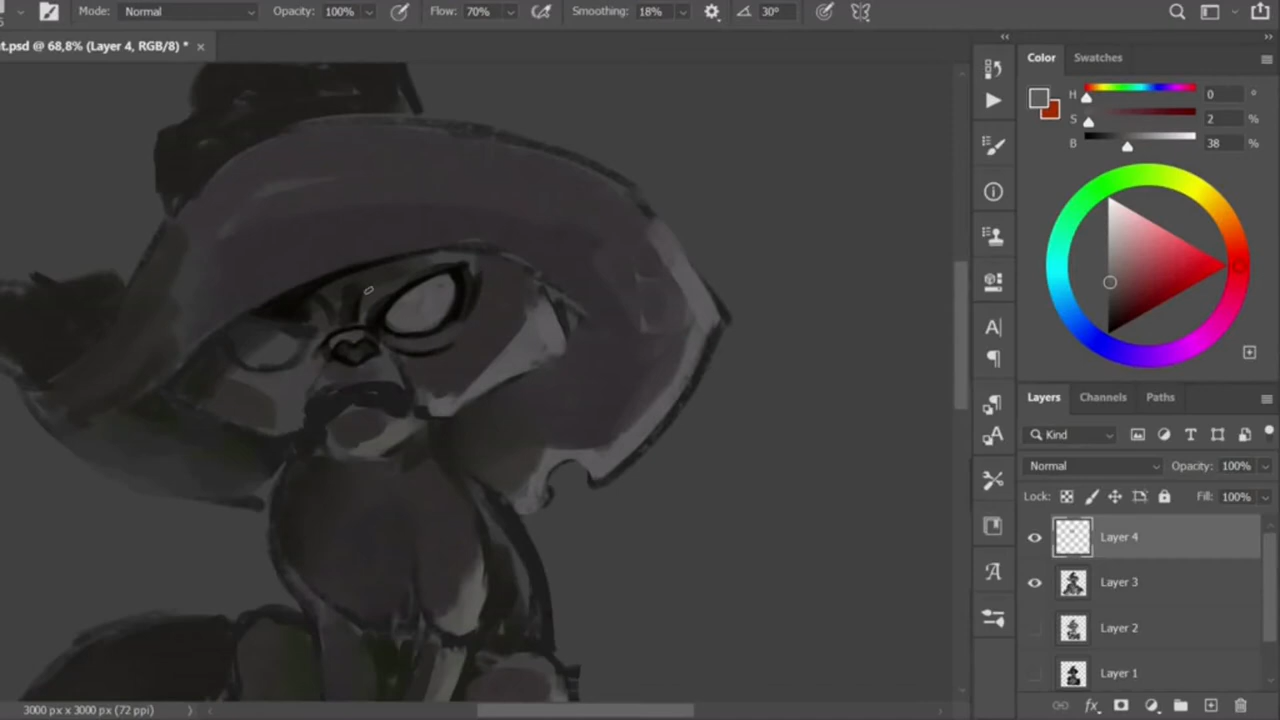 Mode: Normal Opacity: 100% Flow: 70% Smoothing: 18% 30°
t.psd @ 68,8% (Layer 4, RGB/8) *
Color Swatches
H 0 °
S 2 %
B 38 %
Layers Channels Paths
Kind
Normal Opacity: 100%
Lock: Fill: 100%
Layer 4
Layer 3
Layer 2
Layer 1
fx
3000 px x 3000 px (72 ppi)